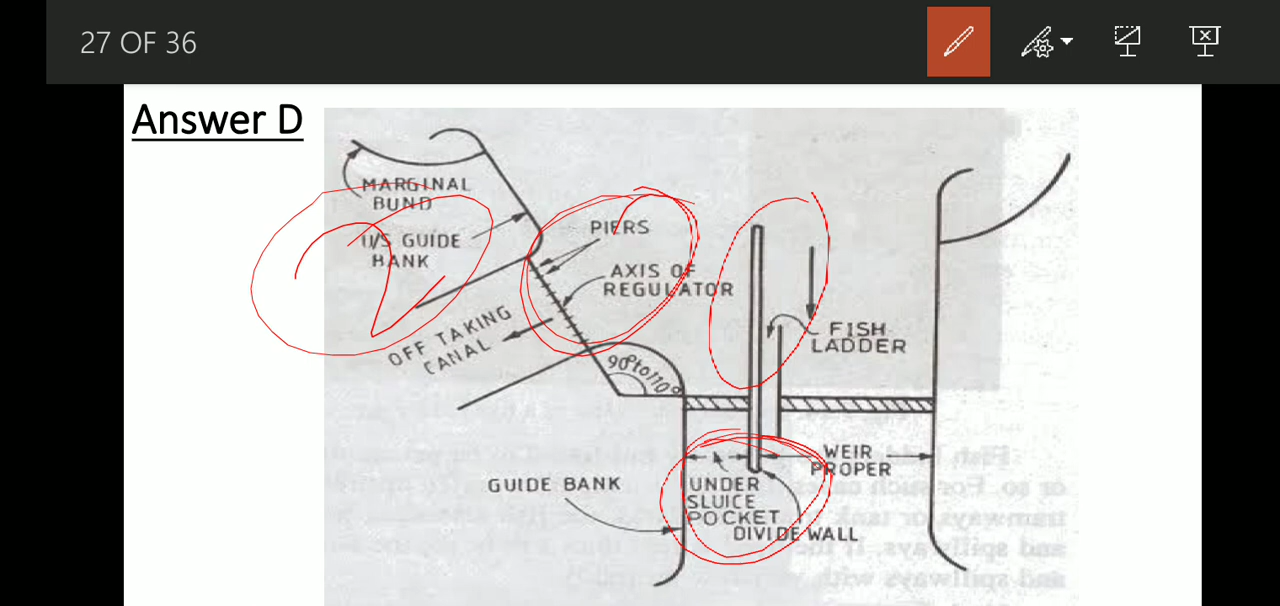 27 OF 36
Answer D
MARGINAL
BUND
U/S GUIDE
BANK
PIERS
AXIS OF
REGULATOR
OFF TAKING
CANAL
90° to 110°
FISH
LADDER
WEIR
PROPER
GUIDE BANK
UNDER
SLUICE
POCKET
DIVIDE WALL